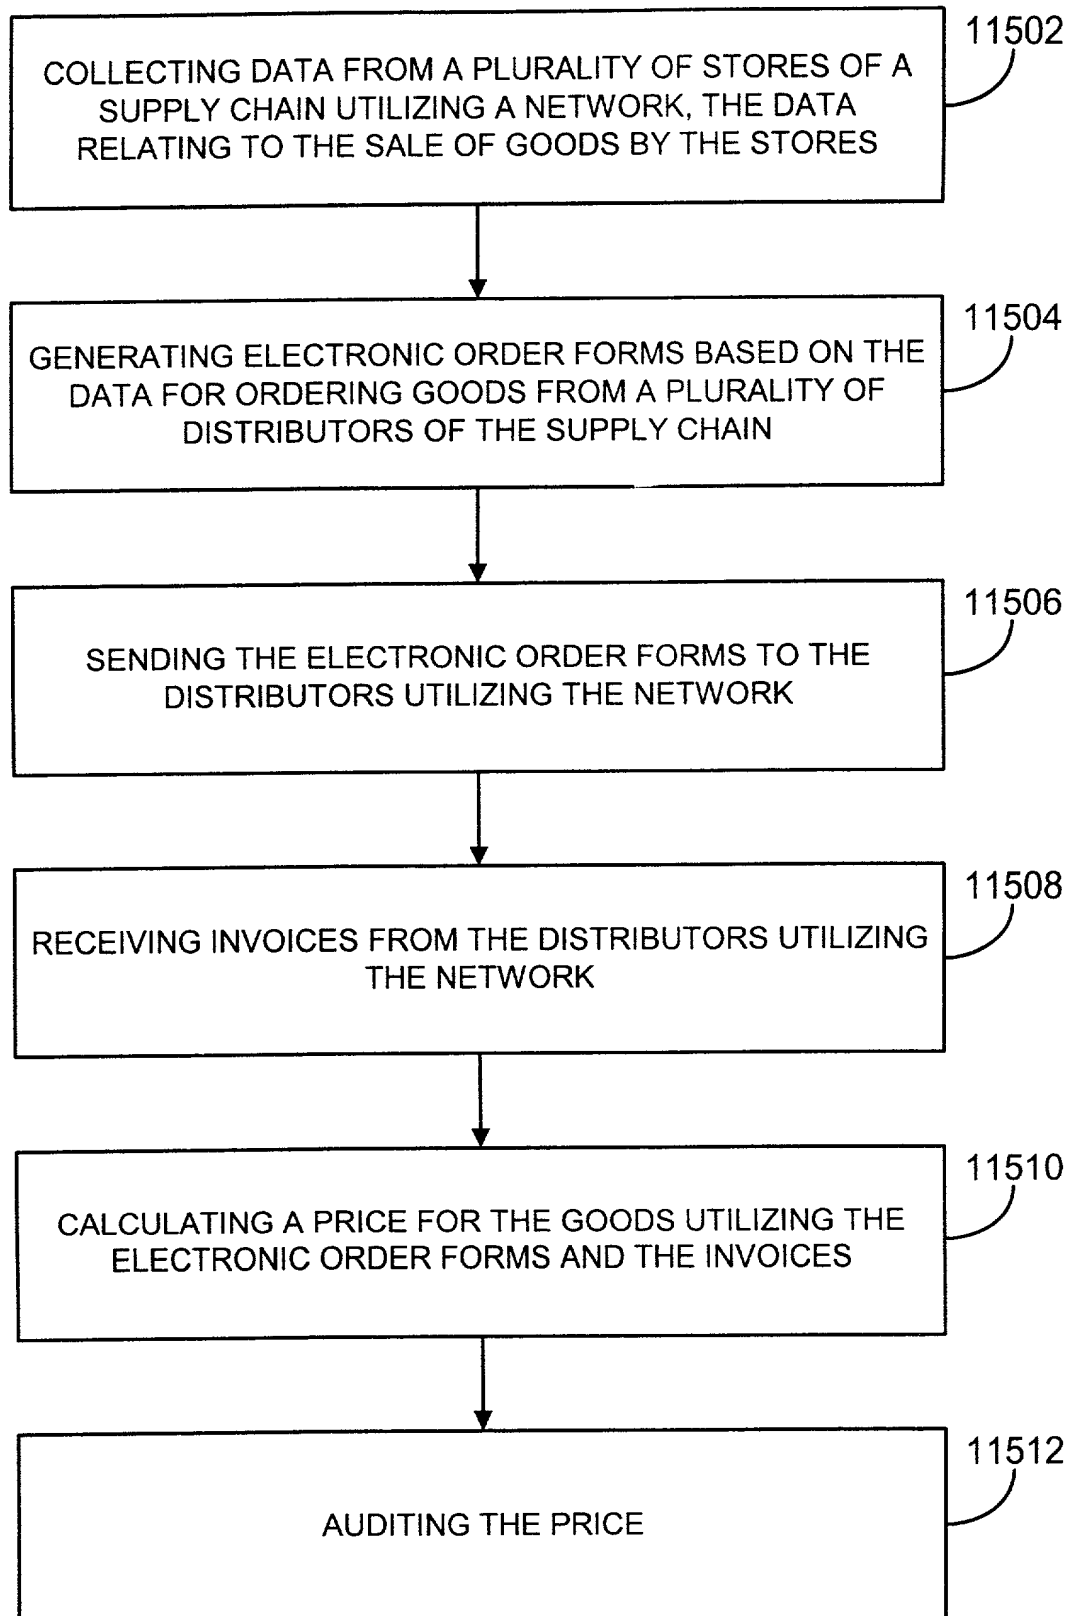 11502
COLLECTING DATA FROM A PLURALITY OF STORES OF A
SUPPLY CHAIN UTILIZING A NETWORK, THE DATA
RELATING TO THE SALE OF GOODS BY THE STORES
11504
GENERATING ELECTRONIC ORDER FORMS BASED ON THE
DATA FOR ORDERING GOODS FROM A PLURALITY OF
DISTRIBUTORS OF THE SUPPLY CHAIN
11506
SENDING THE ELECTRONIC ORDER FORMS TO THE
DISTRIBUTORS UTILIZING THE NETWORK
11508
RECEIVING INVOICES FROM THE DISTRIBUTORS UTILIZING
THE NETWORK
11510
CALCULATING A PRICE FOR THE GOODS UTILIZING THE
ELECTRONIC ORDER FORMS AND THE INVOICES
11512
AUDITING THE PRICE